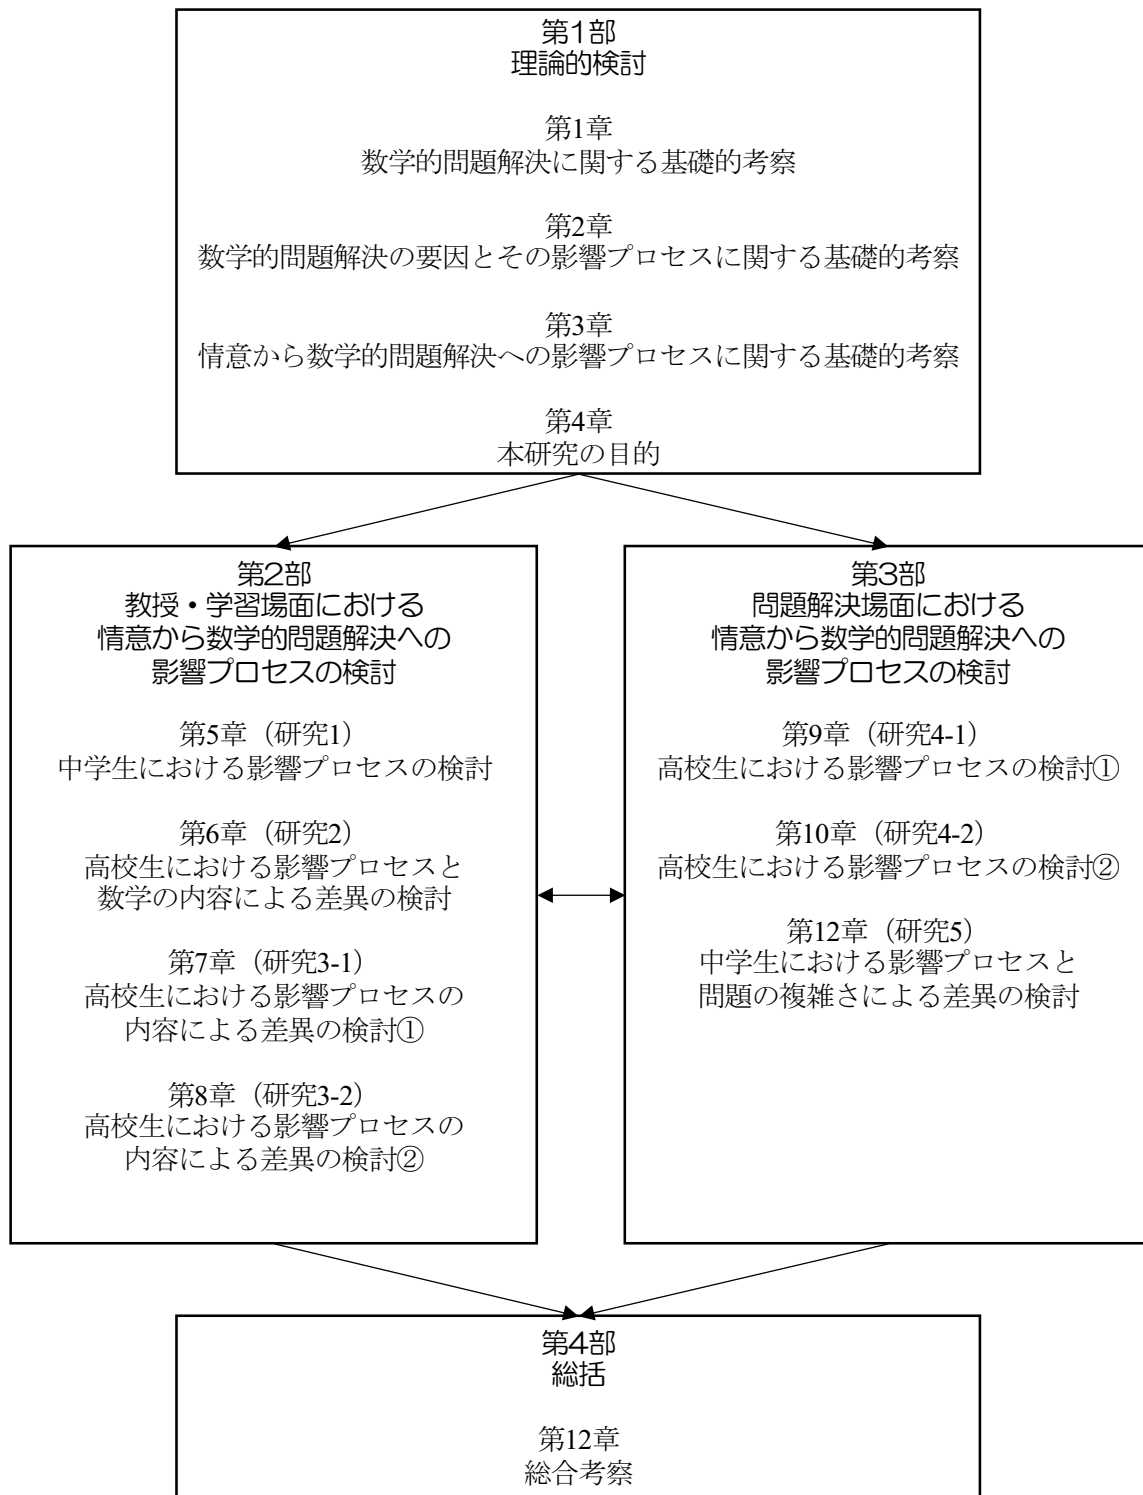 第1部
理論的検討
第1章
数学的問題解決に関する基礎的考察
第2章
数学的問題解決の要因とその影響プロセスに関する基礎的考察
第3章
情意から数学的問題解決への影響プロセスに関する基礎的考察
第4章
本研究の目的
第2部
教授・学習場面における
情意から数学的問題解決への
影響プロセスの検討
第5章（研究1）
中学生における影響プロセスの検討
第6章（研究2）
高校生における影響プロセスと
数学の内容による差異の検討
第7章（研究3-1）
高校生における影響プロセスの
内容による差異の検討①
第8章（研究3-2）
高校生における影響プロセスの
内容による差異の検討②
第3部
問題解決場面における
情意から数学的問題解決への
影響プロセスの検討
第9章（研究4-1）
高校生における影響プロセスの検討①
第10章（研究4-2）
高校生における影響プロセスの検討②
第12章（研究5）
中学生における影響プロセスと
問題の複雑さによる差異の検討
第4部
総括
第12章
総合考察